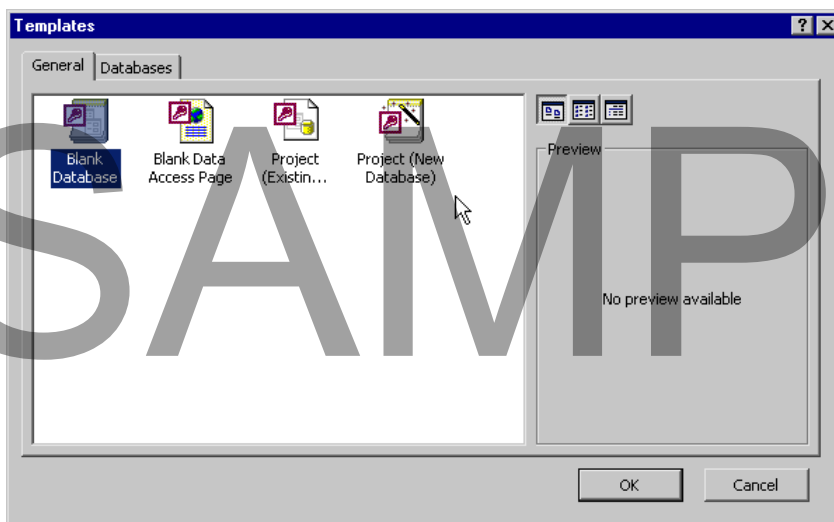 Templates
General
Databases
Blank
Database
Blank Data
Access Page
Project
(Existin...
Project (New
Database)
Preview
No preview available
OK
Cancel
SAMP